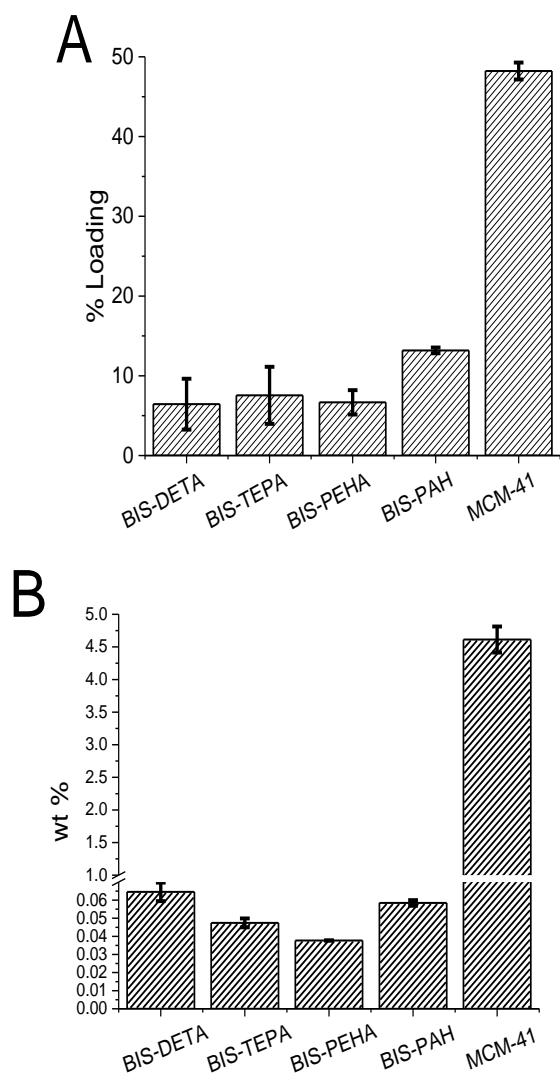 A
50
40
30
20
10
0
% Loading
BIS-DETA
BIS-TEPA
BIS-PEHA
BIS-PAH
MCM-41
B
5.0
4.5
4.0
3.5
3.0
2.5
2.0
1.5
1.0
0.06
0.05
0.04
0.03
0.02
0.01
0.00
wt %
BIS-DETA
BIS-TEPA
BIS-PEHA
BIS-PAH
MCM-41